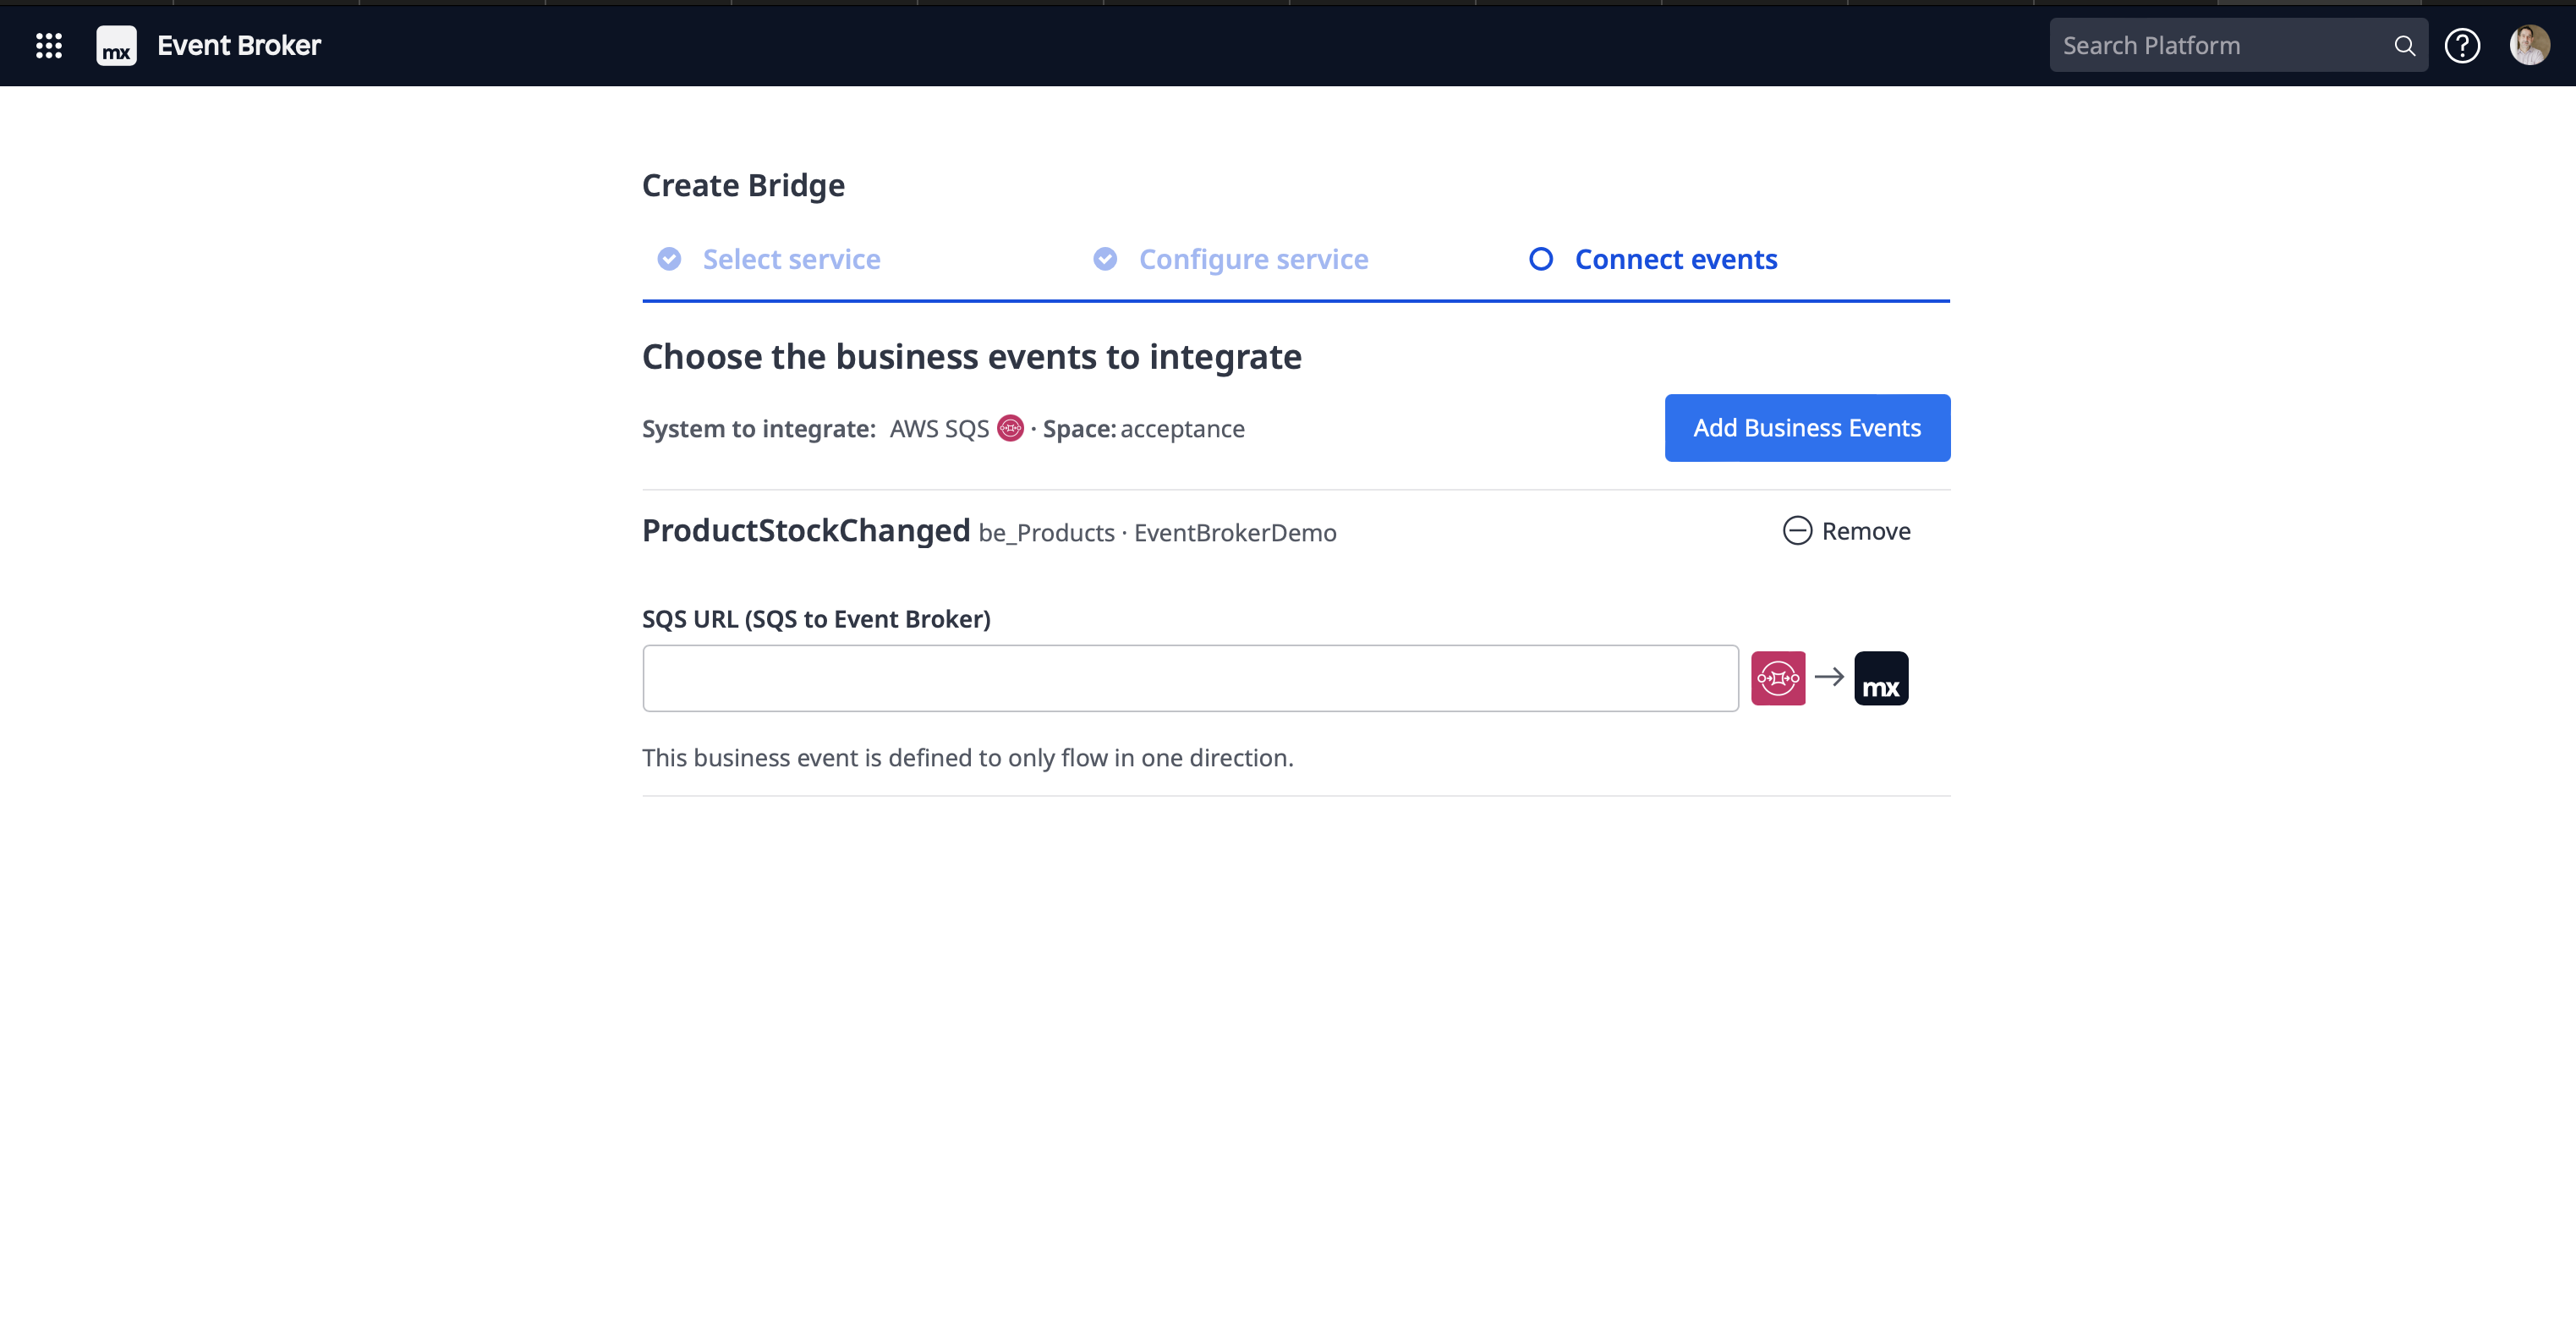 mx Event Broker Search Platform
Create Bridge
Select service Configure service Connect events
Choose the business events to integrate
System to integrate: AWS SQS · Space: acceptance Add Business Events
ProductStockChanged be_Products · EventBrokerDemo Remove
SQS URL (SQS to Event Broker)
mx
This business event is defined to only flow in one direction.